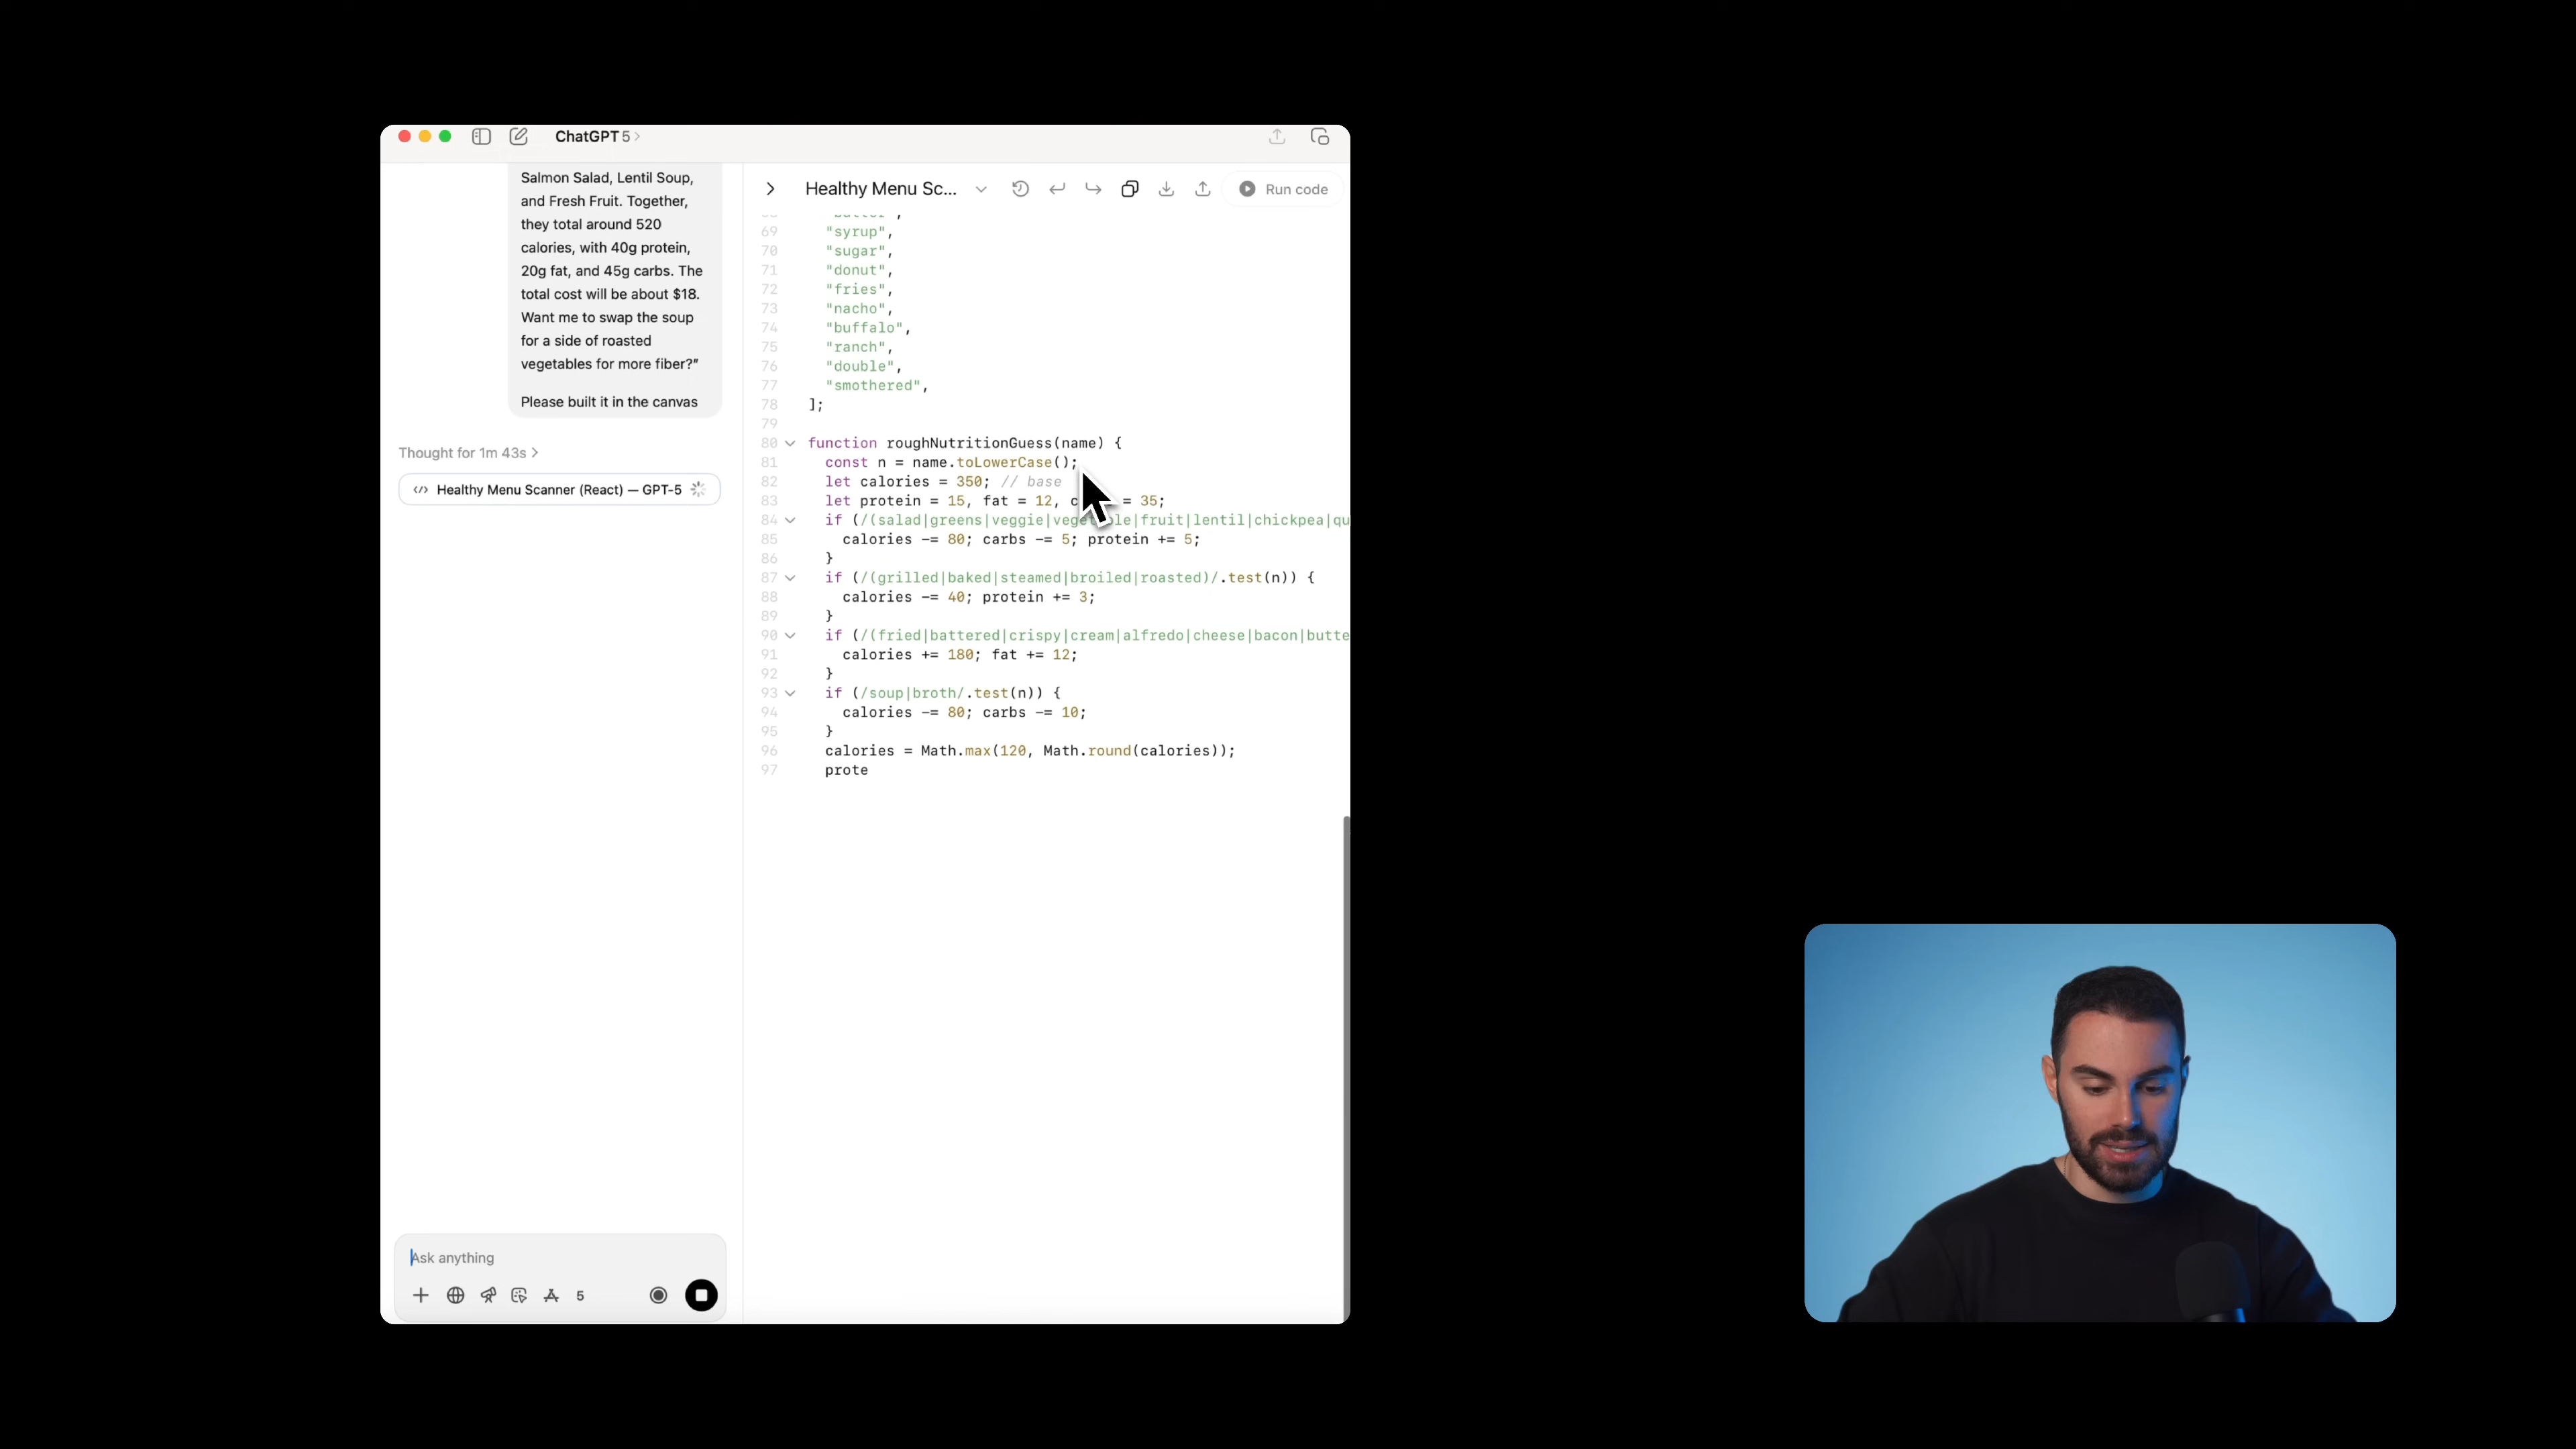 ChatGPT 5 >
Salmon Salad, Lentil Soup,
and Fresh Fruit. Together,
they total around 520
calories, with 40g protein,
20g fat, and 45g carbs. The
total cost will be about $18.
Want me to swap the soup
for a side of roasted
vegetables for more fiber?”
Please built it in the canvas
Thought for 1m 43s >
</> Healthy Menu Scanner (React) — GPT-5
Ask anything
5
Healthy Menu Sc...
Run code
69 "syrup",
70 "sugar",
71 "donut",
72 "fries",
73 "nacho",
74 "buffalo",
75 "ranch",
76 "double",
77 "smothered",
78 ];
79
80 function roughNutritionGuess(name) {
81 const n = name.toLowerCase();
82 let calories = 350; // base
83 let protein = 15, fat = 12, = 35;
84 if (/(salad|greens|veggie| |fruit|lentil|chickpea|qu
85 calories -= 80; carbs -= 5; protein += 5;
86 }
87 if (/(grilled|baked|steamed|broiled|roasted)/.test(n)) {
88 calories -= 40; protein += 3;
89 }
90 if (/(fried|battered|crispy|cream|alfredo|cheese|bacon|butte
91 calories += 180; fat += 12;
92 }
93 if (/soup|broth/.test(n)) {
94 calories -= 80; carbs -= 10;
95 }
96 calories = Math.max(120, Math.round(calories));
97 prote